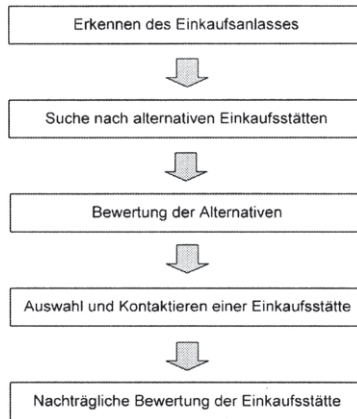 Erkennen des Einkaufsanlasses
Suche nach alternativen Einkaufsstätten
Bewertung der Alternativen
Auswahl und Kontaktieren einer Einkaufsstätte
Nachträgliche Bewertung der Einkaufsstätte